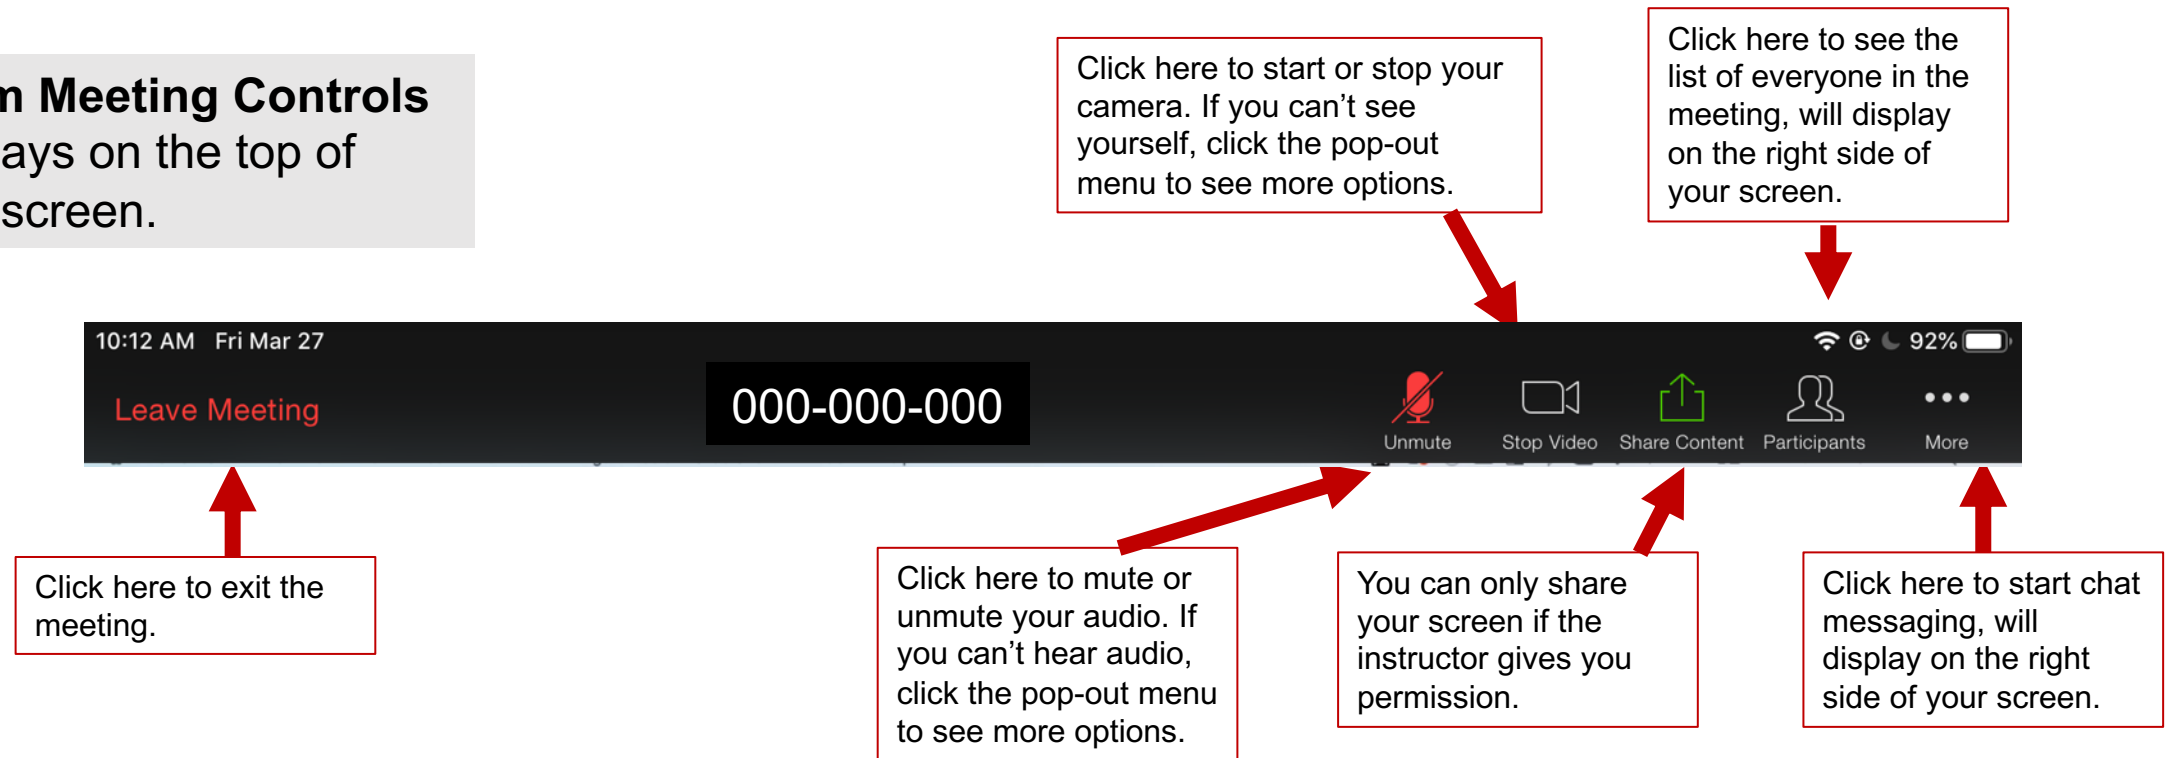 m Meeting Controls
ays on the top of
screen.
Click here to start or stop your
camera. If you can’t see
yourself, click the pop-out
menu to see more options.
Click here to see the
list of everyone in the
meeting, will display
on the right side of
your screen.
10:12 AM Fri Mar 27
92%
Leave Meeting
000-000-000
Unmute
Stop Video
Share Content
Participants
More
Click here to exit the
meeting.
Click here to mute or
unmute your audio. If
you can’t hear audio,
click the pop-out menu
to see more options.
You can only share
your screen if the
instructor gives you
permission.
Click here to start chat
messaging, will
display on the right
side of your screen.